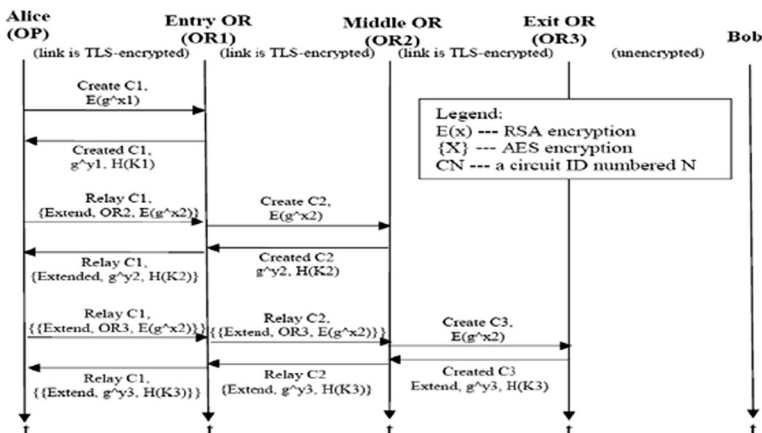 Alice
(OP)
Entry OR
(OR1)
Middle OR
(OR2)
Exit OR
(OR3)
Bob
(link is TLS-encrypted)
(link is TLS-encrypted)
(link is TLS-encrypted)
(unencrypted)
Legend:
E(x) --- RSA encryption
{X} --- AES encryption
CN --- a circuit ID numbered N
Create C1,
E(g^x1)
Created C1,
g^y1, H(K1)
Relay C1,
{Extend, OR2, E(g^x2)}
Create C2,
E(g^x2)
Created C2
g^y2, H(K2)
Relay C1,
{Extended, g^y2, H(K2)}
Relay C1,
{{Extend, OR3, E(g^x2)}}
Relay C2,
{{Extend, OR3, E(g^x2)}}
Create C3,
E(g^x2)
Created C3
Extend, g^y3, H(K3)
Relay C2
{Extend, g^y3, H(K3)}
Relay C1,
{{Extend, g^y3, H(K3)}}
t
t
t
t
t